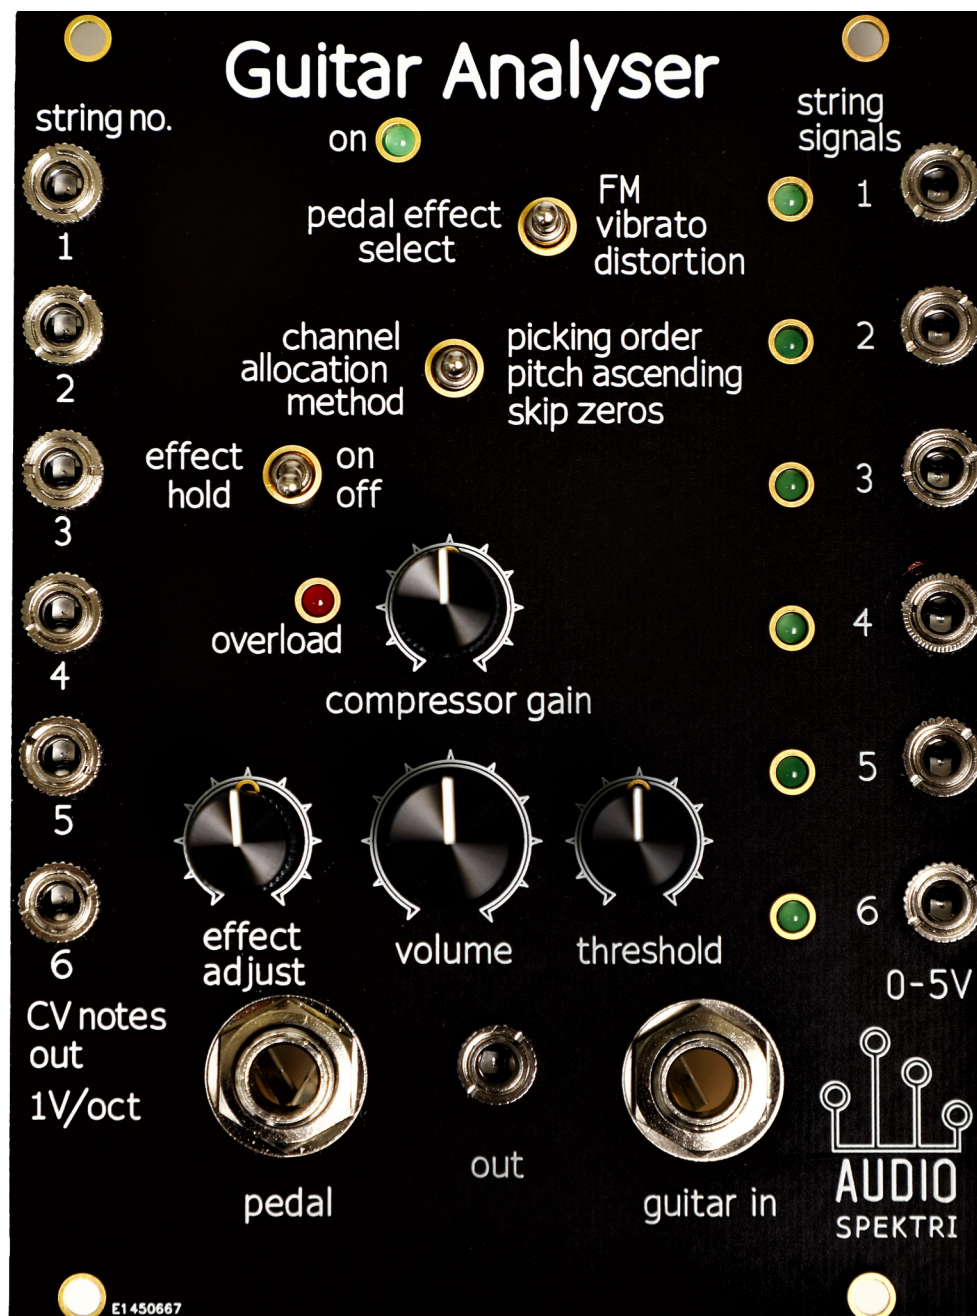 Guitar Analyser
string no.
string
signals
on
1
1
pedal effect
select
FM
vibrato
distortion
2
2
channel
allocation
method
picking order
pitch ascending
skip zeros
3
3
effect
hold
on
off
4
4
overload
compressor gain
5
5
6
6
effect
adjust
volume
threshold
0-5V
CV notes
out
1V/oct
pedal
out
guitar in
AUDIO
SPEKTRI
E1450667